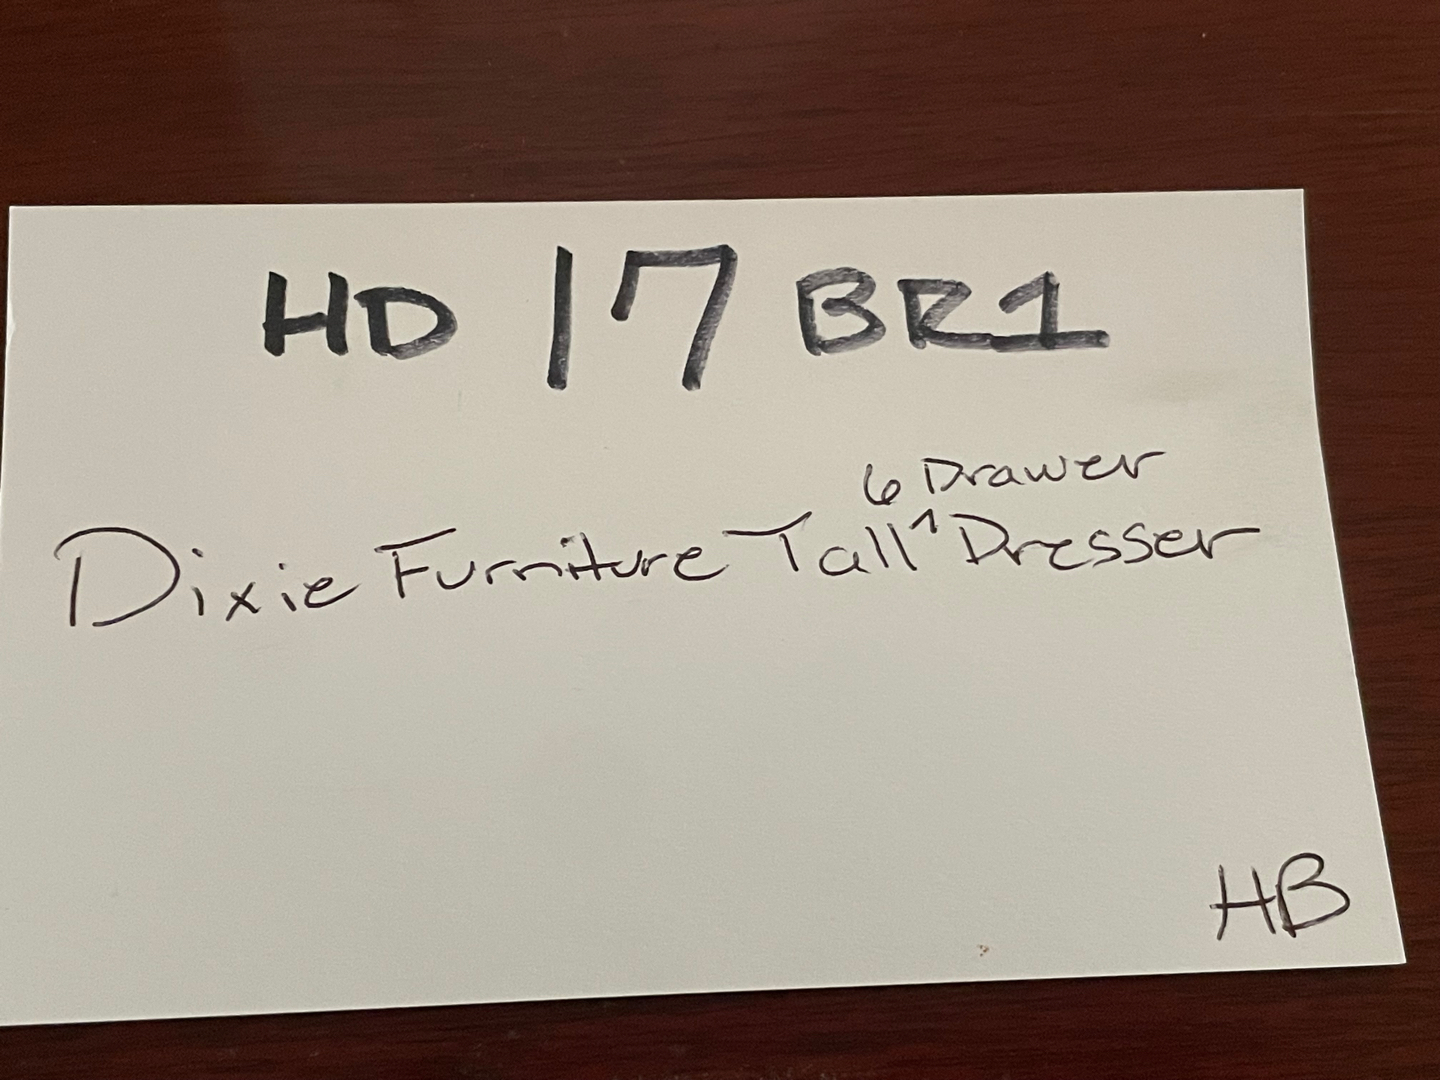 HD 17 BR1
6 Drawer
Dixie Furniture Tall ^ Dresser
HB